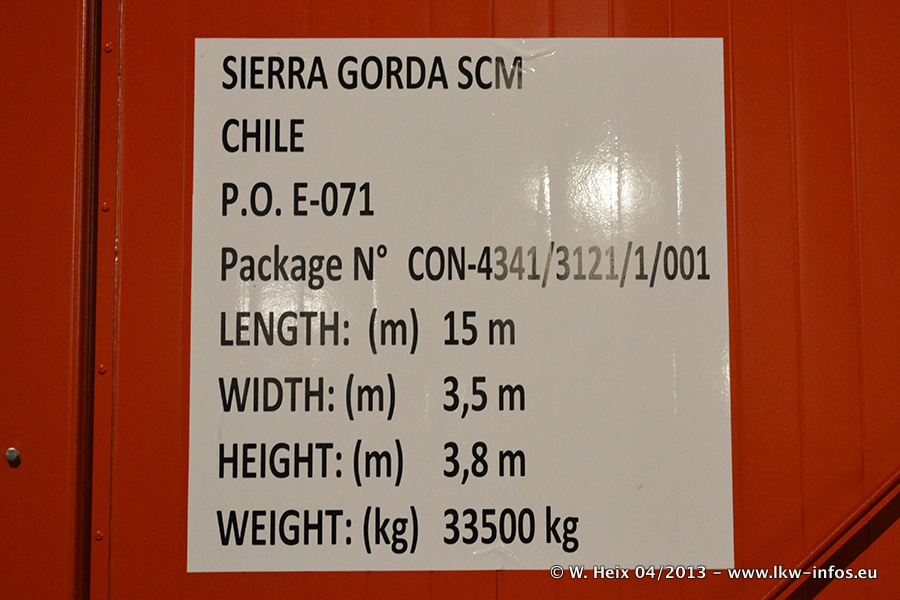 SIERRA GORDA SCM
CHILE
P.O. E-071
Package N° CON-4341/3121/1/001
LENGTH: (m) 15 m
WIDTH: (m) 3,5 m
HEIGHT: (m) 3,8 m
WEIGHT: (kg) 33500 kg
© W. Heix 04/2013 - www.lkw-infos.eu